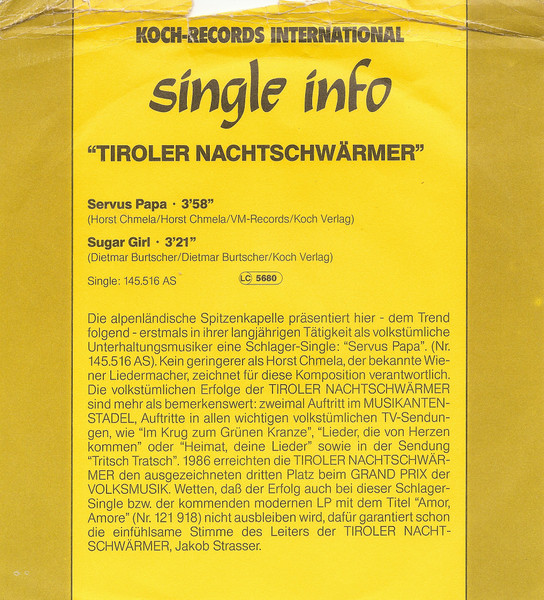 KOCH-RECORDS INTERNATIONAL
single info
“TIROLER NACHTSCHWÄRMER”
Servus Papa · 3’58”
(Horst Chmela/Horst Chmela/VM-Records/Koch Verlag)
Sugar Girl · 3’21”
(Dietmar Burtscher/Dietmar Burtscher/Koch Verlag)
Single: 145.516 AS LC 5680
Die alpenländische Spitzenkapelle präsentiert hier - dem Trend
folgend - erstmals in ihrer langjährigen Tätigkeit als volkstümliche
Unterhaltungsmusiker eine Schlager-Single: “Servus Papa”. (Nr.
145.516 AS). Kein geringerer als Horst Chmela, der bekannte Wie-
ner Liedermacher, zeichnet für diese Komposition verantwortlich.
Die volkstümlichen Erfolge der TIROLER NACHTSCHWÄRMER
sind mehr als bemerkenswert: zweimal Auftritt im MUSIKANTEN-
STADEL, Auftritte in allen wichtigen volkstümlichen TV-Sendun-
gen, wie “Im Krug zum Grünen Kranze”, “Lieder, die von Herzen
kommen” oder “Heimat, deine Lieder” sowie in der Sendung
“Tritsch Tratsch”. 1986 erreichten die TIROLER NACHTSCHWÄR-
MER den ausgezeichneten dritten Platz beim GRAND PRIX der
VOLKSMUSIK. Wetten, daß der Erfolg auch bei dieser Schlager-
Single bzw. der kommenden modernen LP mit dem Titel “Amor,
Amore” (Nr. 121 918) nicht ausbleiben wird, dafür garantiert schon
die einfühlsame Stimme des Leiters der TIROLER NACHT-
SCHWÄRMER, Jakob Strasser.